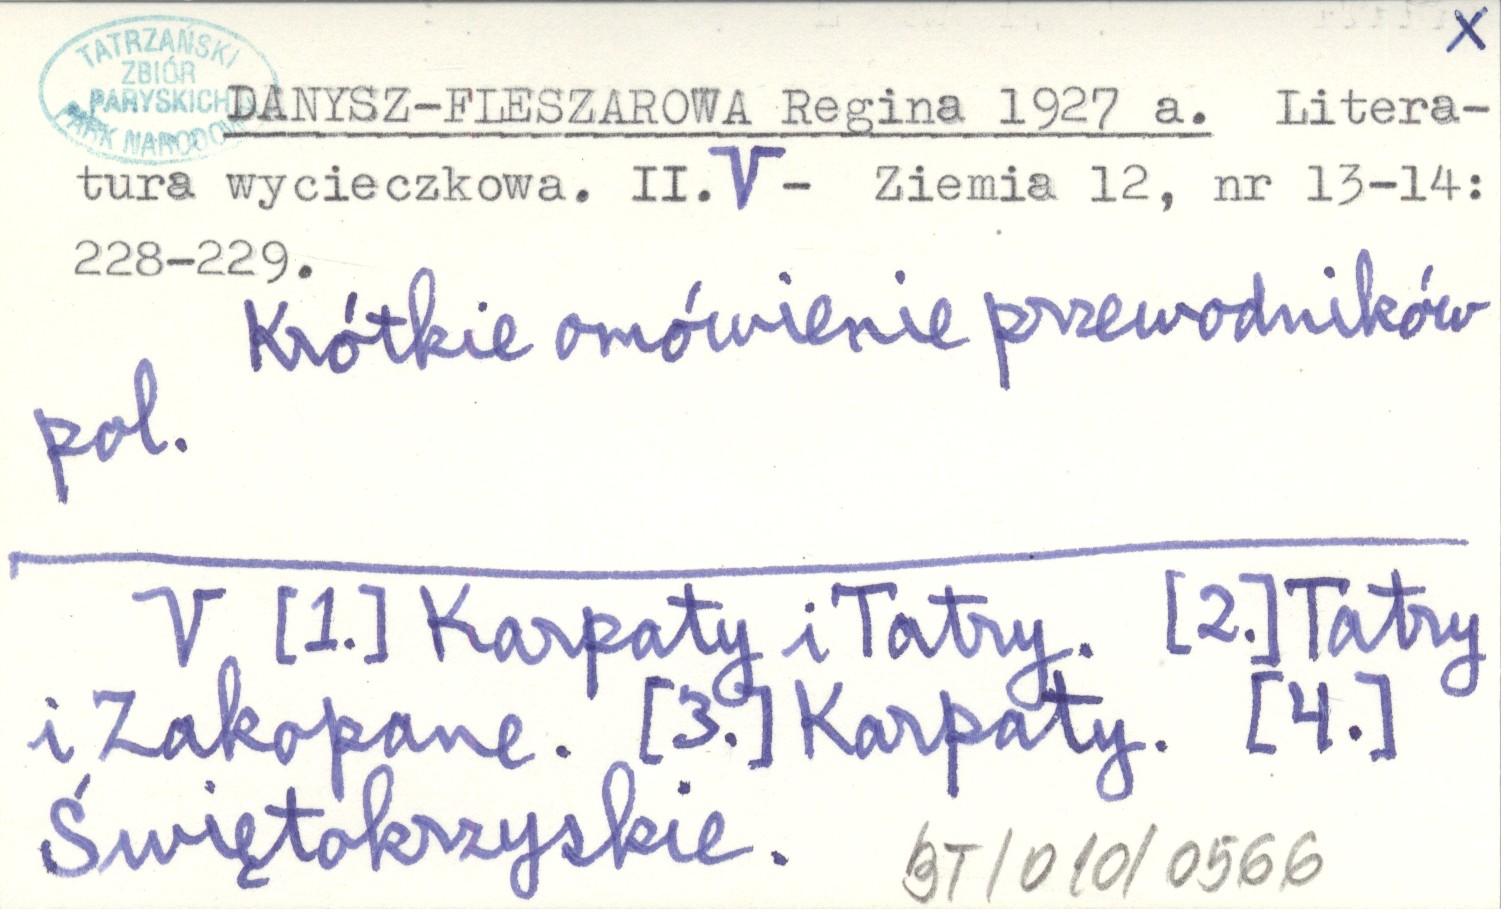 X
TATRZAŃSKI
ZBIÓR
PARYSKICH
PARK NARODOWY
DANYSZ-FLESZAROWA Regina 1927 a. Litera-
tura wycieczkowa. II.V- Ziemia 12, nr 13-14:
228-229.
Krótkie omówienie przewodników
pol.
V [1.] Karpaty i Tatry. [2.] Tatry
i Zakopane. [3.] Karpaty. [4.]
Świętokrzyskie.
BT/010/0566